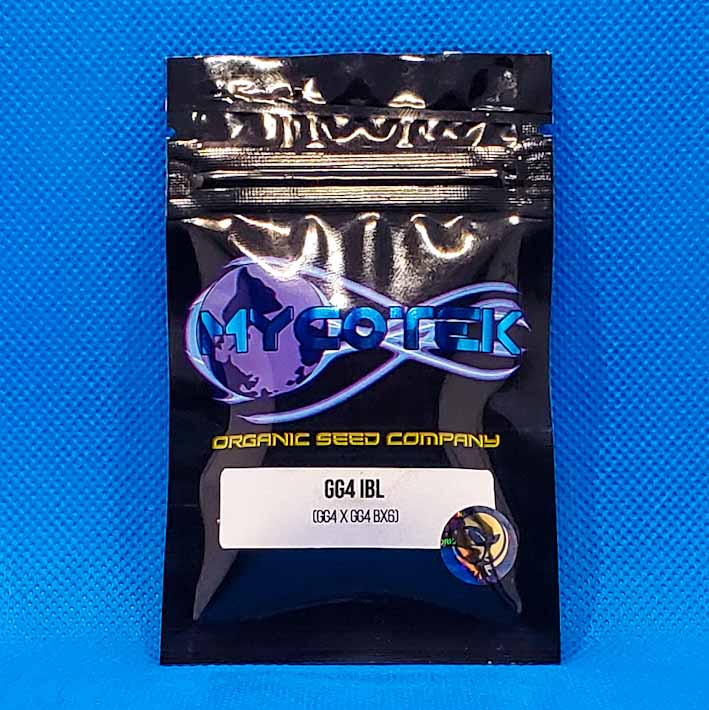 MYCOTEK
ORGANIC SEED COMPANY
GG4 IBL
(GG4 X GG4 BX6)